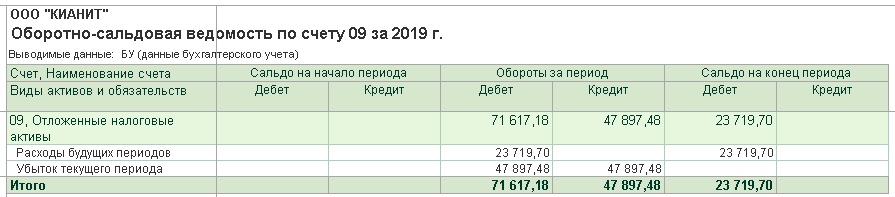 ООО "КИАНИТ"
Оборотно-сальдовая ведомость по счету 09 за 2019 г.
Выводимые данные: БУ (данные бухгалтерского учета)
Счет, Наименование счета Сальдо на начало периода Обороты за период Сальдо на конец периода
Виды активов и обязательств Дебет Кредит Дебет Кредит Дебет Кредит
09, Отложенные налоговые 71 617,18 47 897,48 23 719,70
активы
Расходы будущих периодов 23 719,70 23 719,70
Убыток текущего периода 47 897,48 47 897,48
Итого 71 617,18 47 897,48 23 719,70